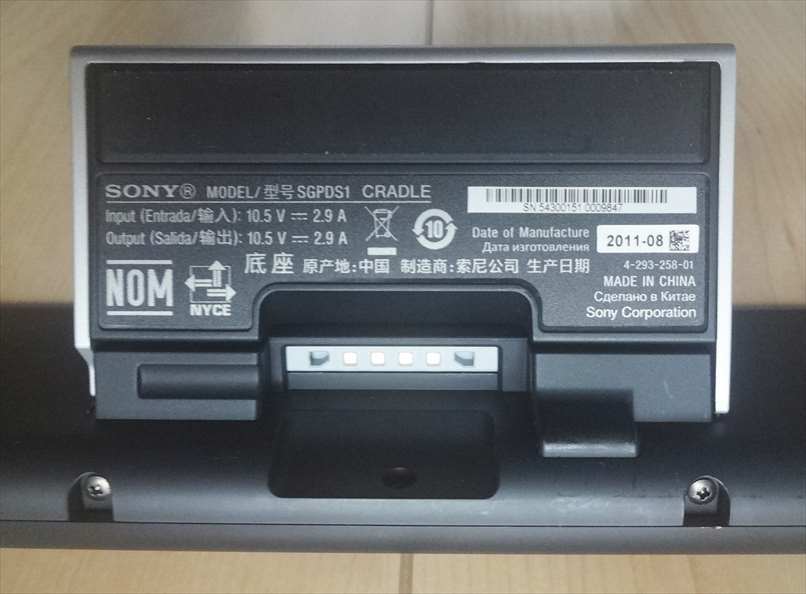 SONY® MODEL/型号 SGPDS1 CRADLE
Input (Entrada/输入): 10.5 V ⎓ 2.9 A
Output (Salida/输出): 10.5 V ⎓ 2.9 A
10
SN:54300151 0009847
Date of Manufacture
Дата изготовления
2011-08
底座 原产地:中国 制造商:索尼公司 生产日期
NOM
NYCE
4-293-258-01
MADE IN CHINA
Сделано в Китае
Sony Corporation